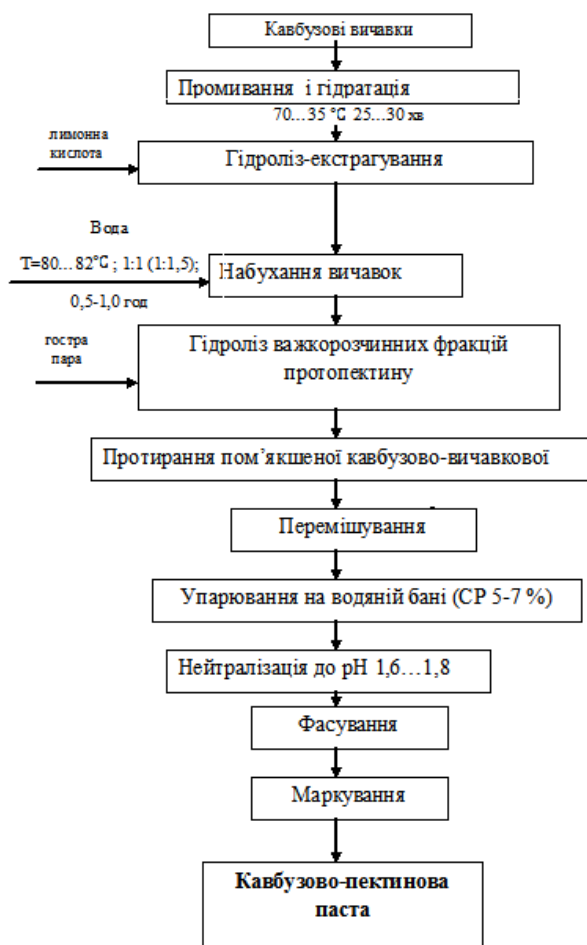 Кавбузові вичавки
Промивання і гідратація
70...35 °С 25...30 хв
лимонна
кислота
Гідроліз-екстрагування
Вода
Т=80... 82°С ; 1:1 (1:1,5);
0,5-1,0 год
Набухання вичавок
гостра
пара
Гідроліз важкорозчинних фракцій
протопектину
Протирання пом’якшеної кавбузово-вичавкової
Перемішування
Упарювання на водяній бані (СР 5-7 %)
Нейтралізація до рН 1,6…1,8
Фасування
Маркування
Кавбузово-пектинова
паста